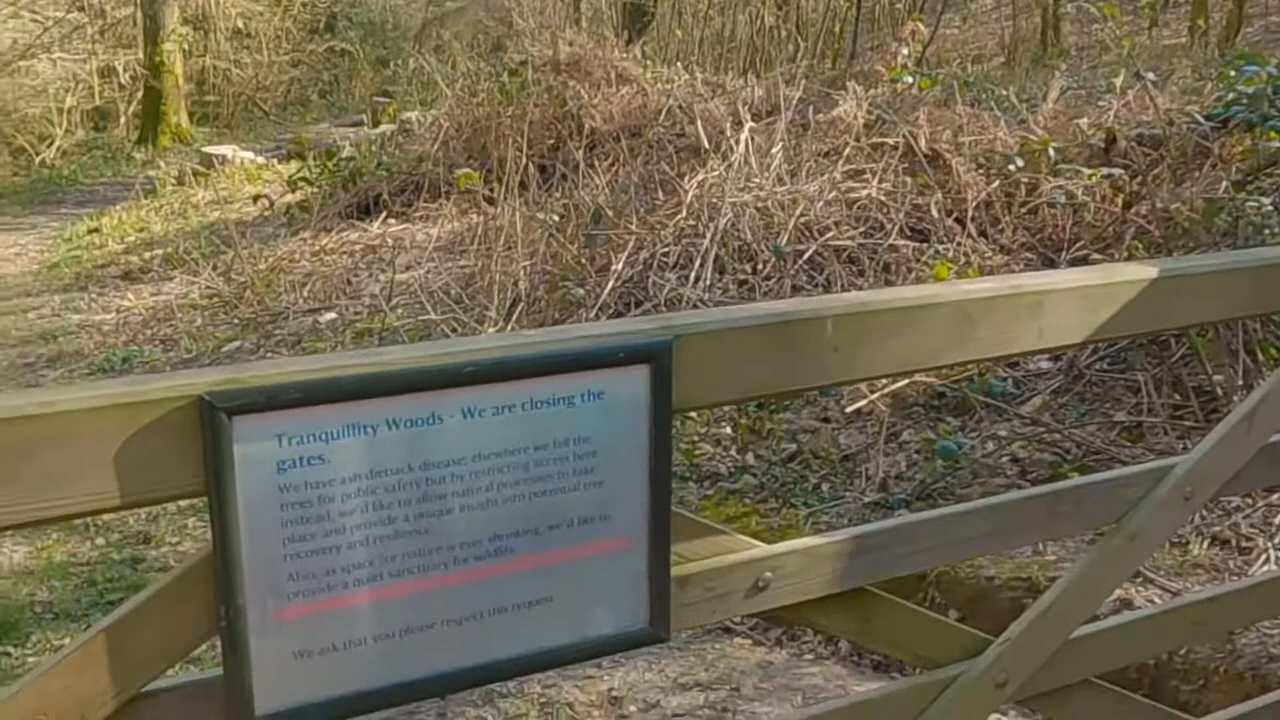 Tranquillity Woods - We are closing the
gates.
We have ash dieback disease; elsewhere we fell the
trees for public safety but by restricting access here
instead, we'd like to allow natural processes to take
place and provide a unique insight into potential tree
recovery and resilience.
Also, as space for nature is ever shrinking, we'd like to
provide a quiet sanctuary for wildlife.
We ask that you please respect this request.